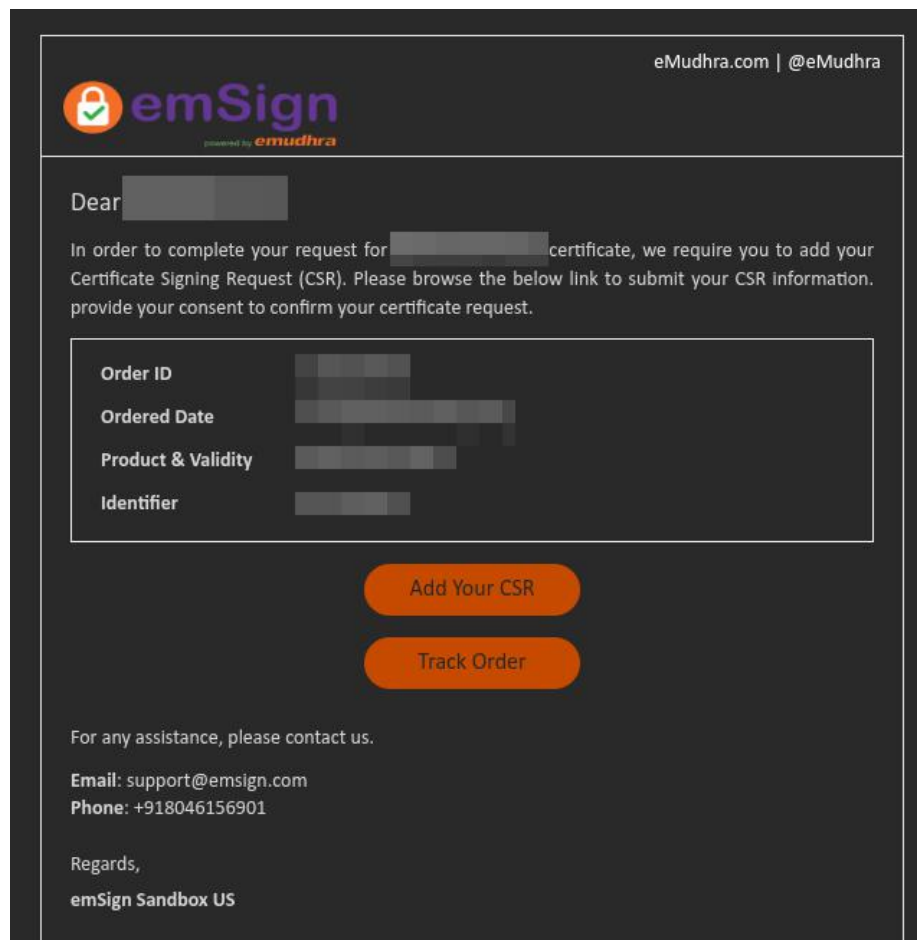 eMudhra.com | @eMudhra
emSign
powered by emudhra
Dear
In order to complete your request for certificate, we require you to add your
Certificate Signing Request (CSR). Please browse the below link to submit your CSR information.
provide your consent to confirm your certificate request.
Order ID
Ordered Date
Product & Validity
Identifier
Add Your CSR
Track Order
For any assistance, please contact us.
Email: support@emsign.com
Phone: +918046156901
Regards,
emSign Sandbox US